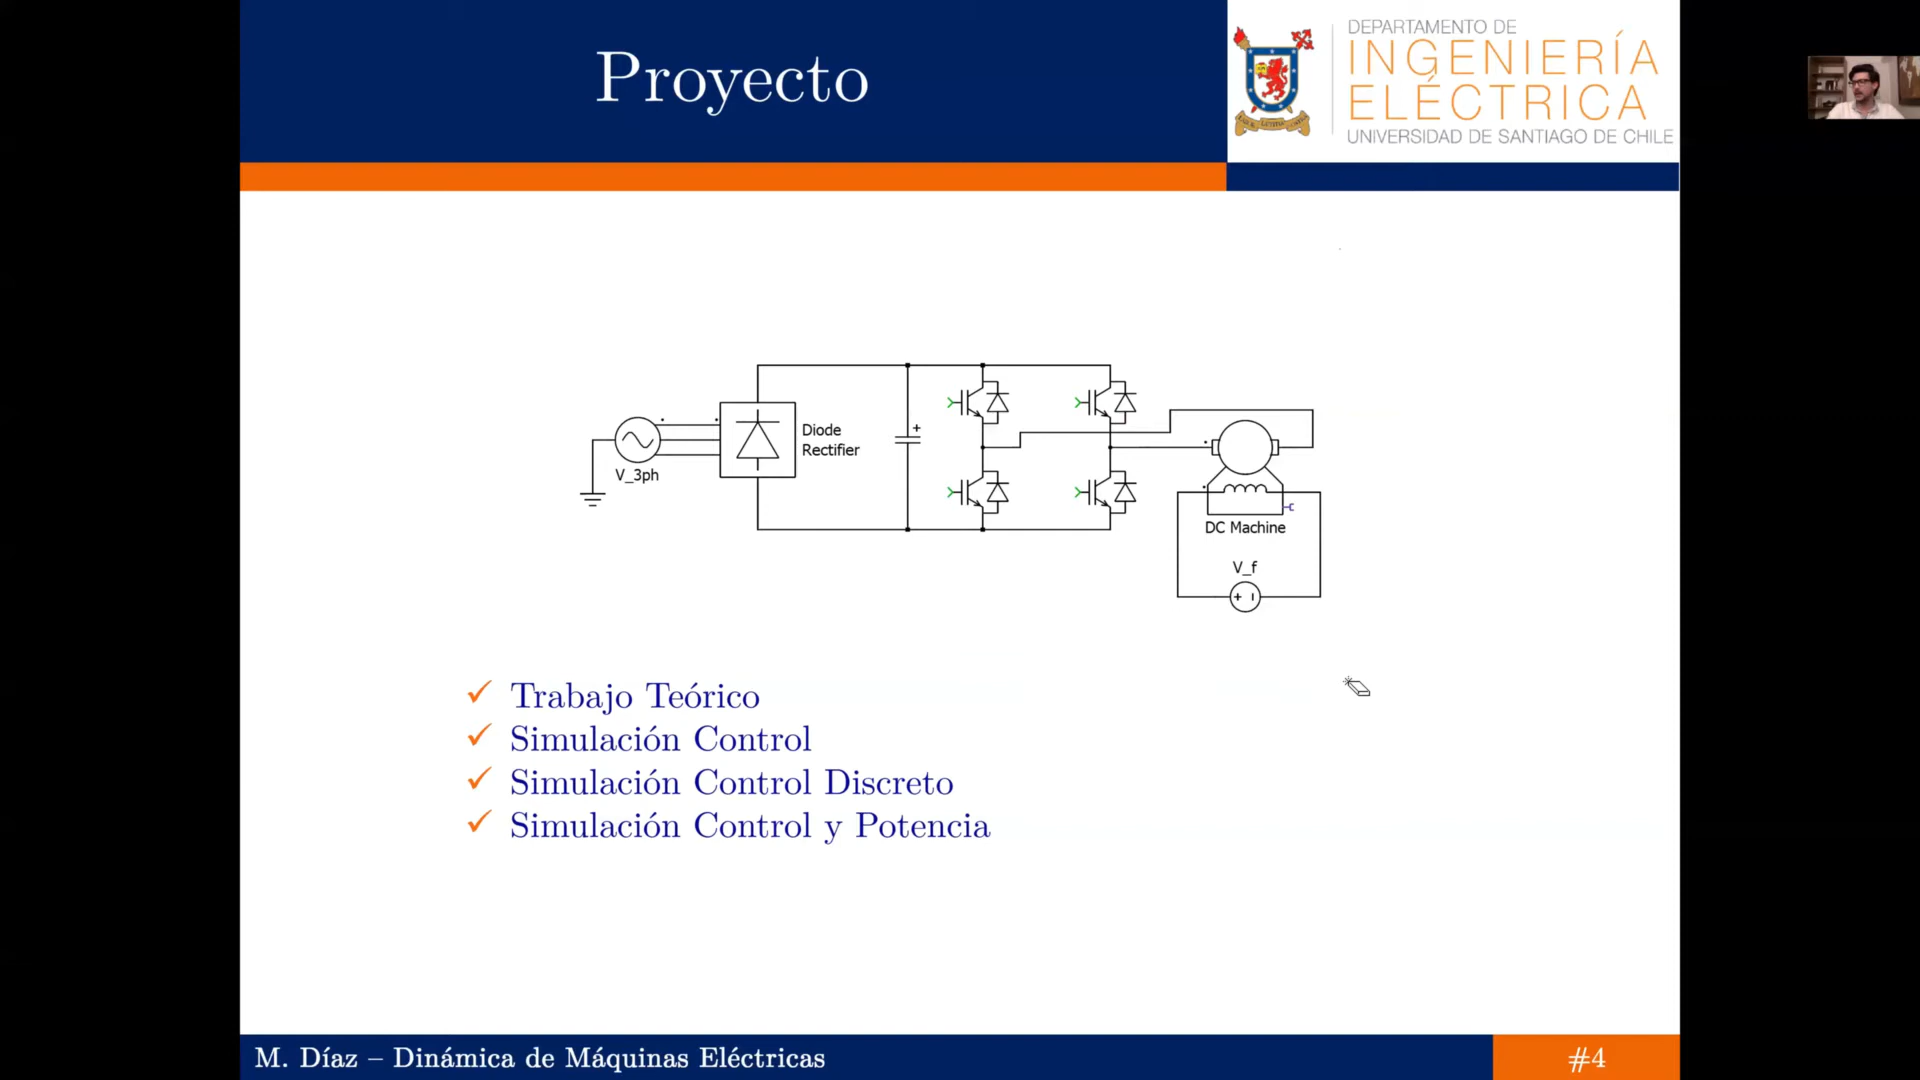 Proyecto
DEPARTAMENTO DE
INGENIERÍA
ELÉCTRICA
UNIVERSIDAD DE SANTIAGO DE CHILE
Diode
Rectifier
V_3ph
+
DC Machine
V_f
+
✓ Trabajo Teórico
✓ Simulación Control
✓ Simulación Control Discreto
✓ Simulación Control y Potencia
M. Díaz – Dinámica de Máquinas Eléctricas
#4